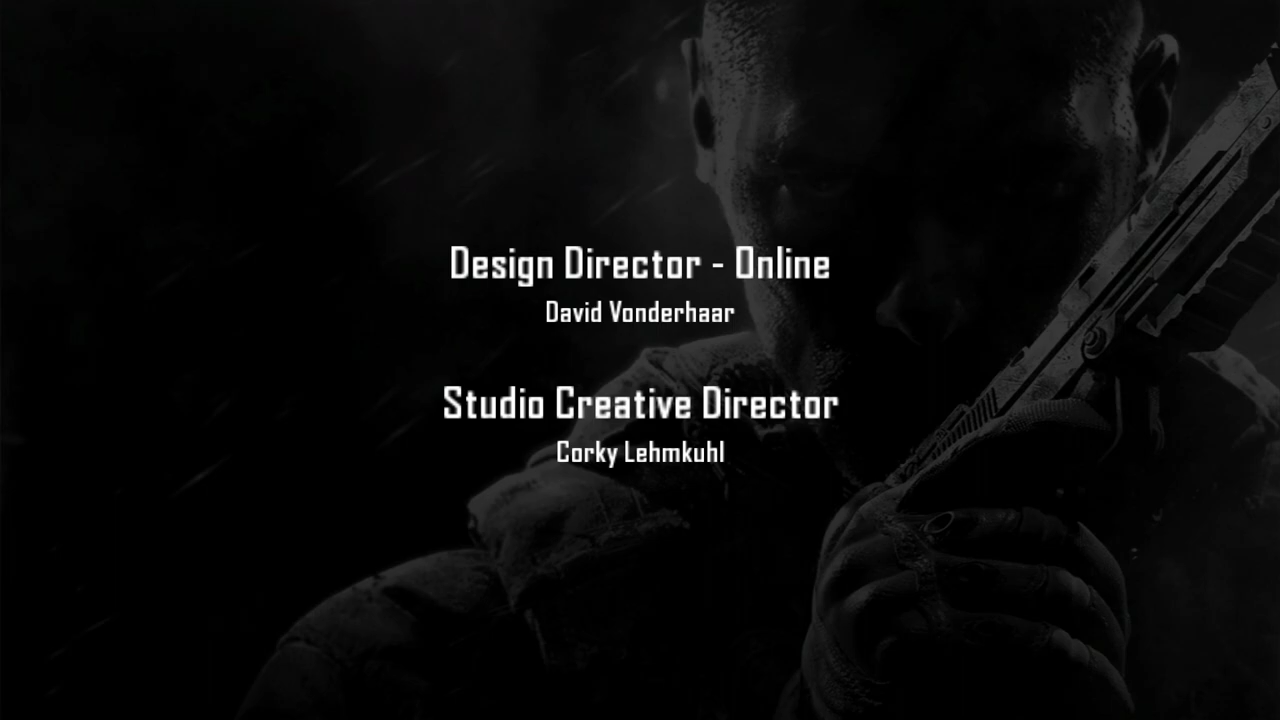 Design Director - Online
David Vonderhaar
Studio Creative Director
Corky Lehmkuhl